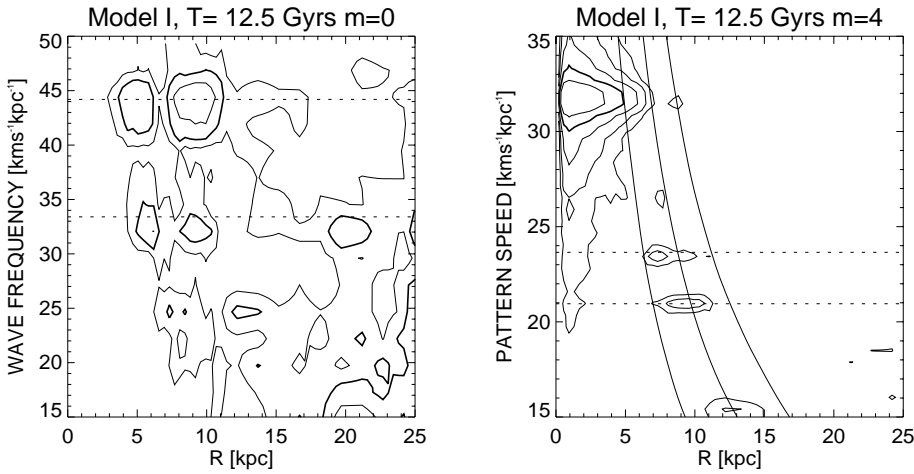 Model I, T= 12.5 Gyrs m=0
WAVE FREQUENCY [kms⁻¹kpc⁻¹]
50
45
40
35
30
25
20
15
0 5 10 15 20 25
R [kpc]
Model I, T= 12.5 Gyrs m=4
PATTERN SPEED [kms⁻¹kpc⁻¹]
35
30
25
20
15
0 5 10 15 20 25
R [kpc]